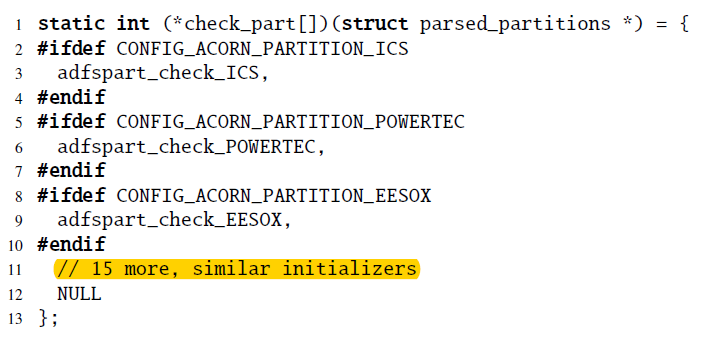 1 static int (*check_part[])(struct parsed_partitions *) = {
2 #ifdef CONFIG_ACORN_PARTITION_ICS
3   adfspart_check_ICS,
4 #endif
5 #ifdef CONFIG_ACORN_PARTITION_POWERTEC
6   adfspart_check_POWERTEC,
7 #endif
8 #ifdef CONFIG_ACORN_PARTITION_EESOX
9   adfspart_check_EESOX,
10 #endif
11   // 15 more, similar initializers
12   NULL
13 };